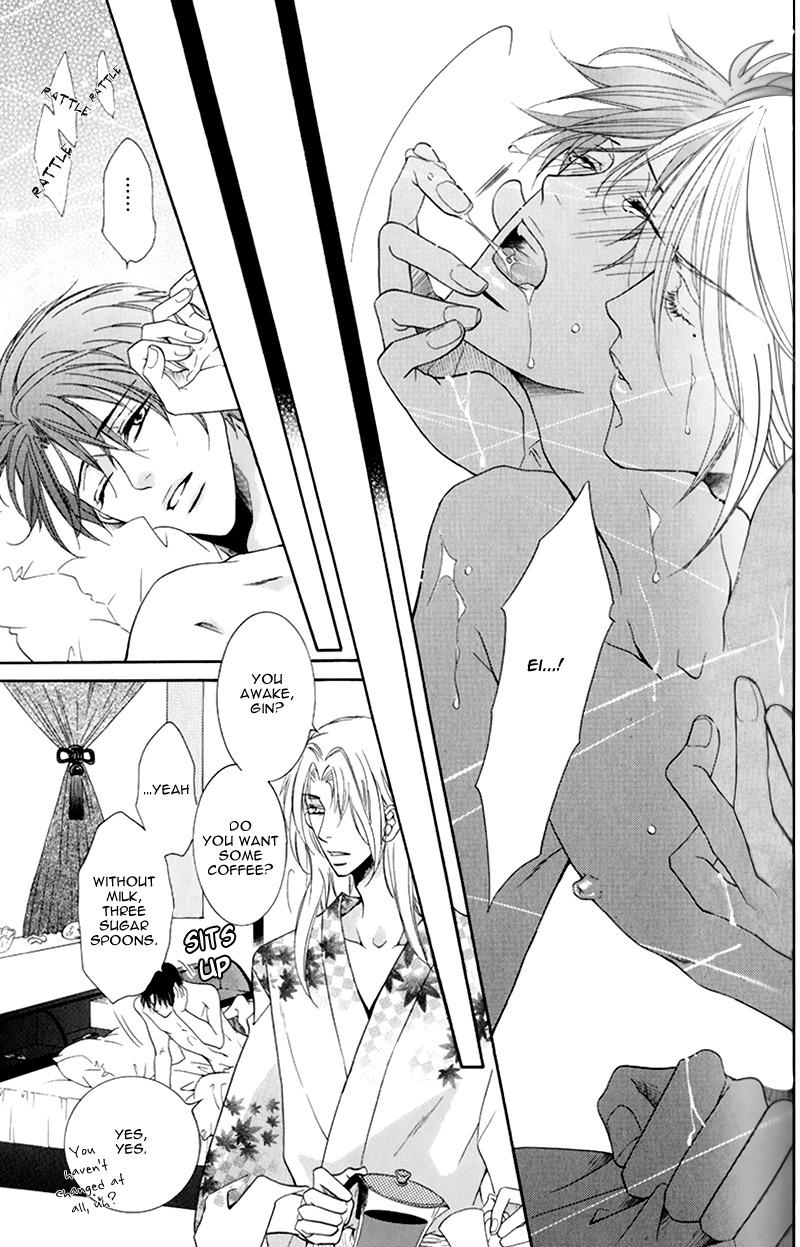 EI...!
RATTLE
RATTLE
RATTLE
......
YOU
AWAKE,
GIN?
DO
YOU WANT
SOME
COFFEE?
...YEAH
WITHOUT
MILK,
THREE
SUGAR
SPOONS.
SITS
UP
YES,
YES.
You
haven't
changed at
all, uh?